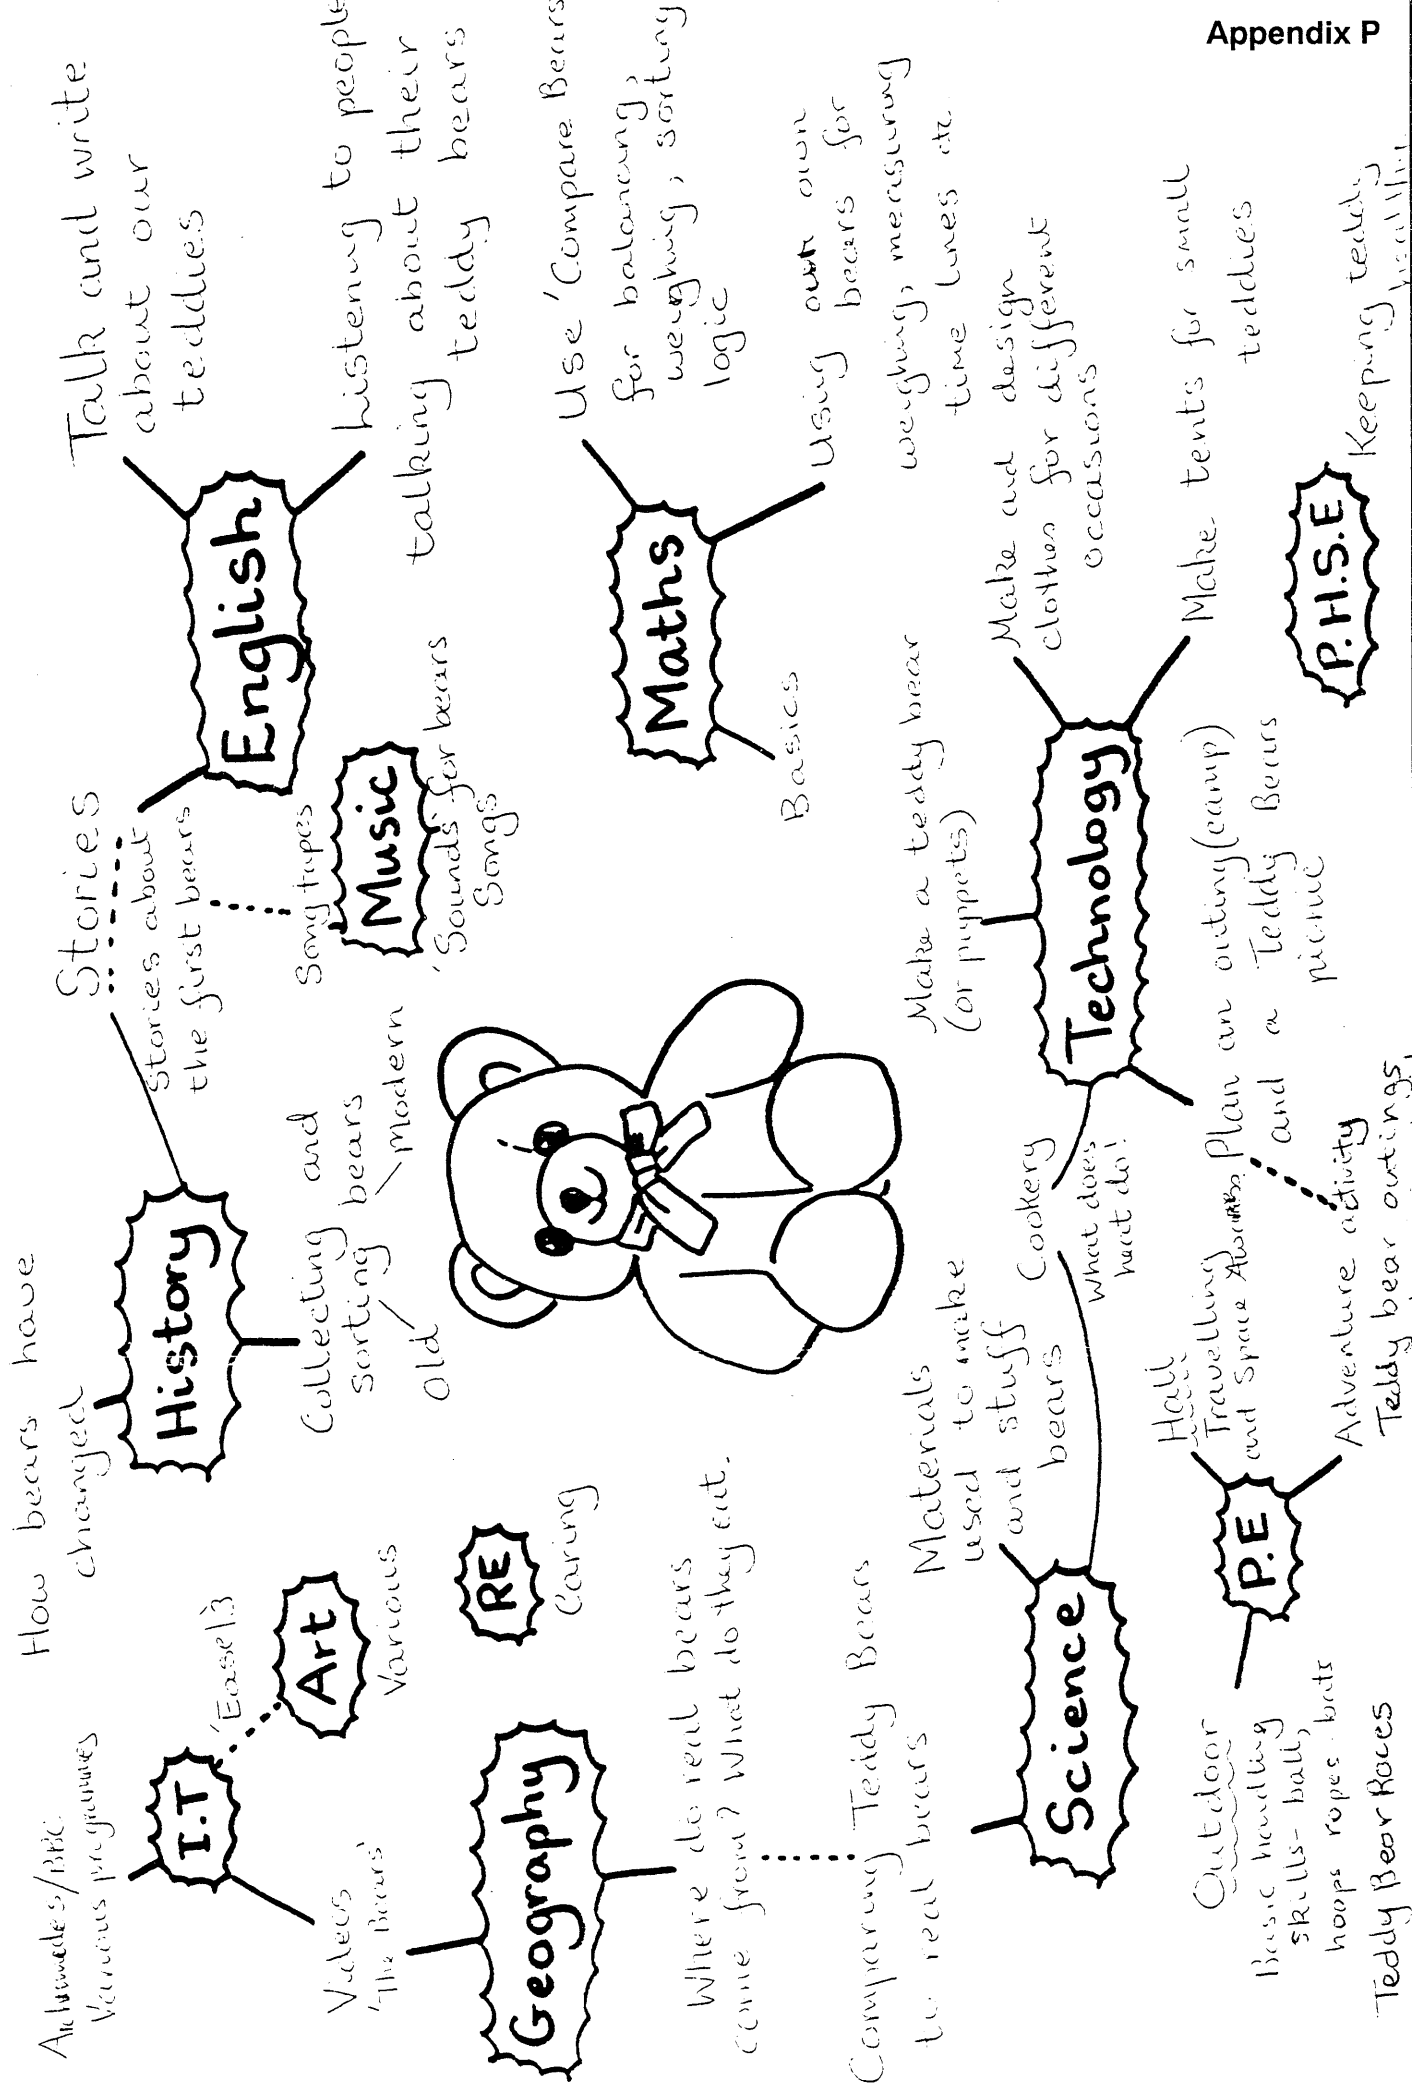 Appendix P
Archimedes/BBC
Various programmes
I.T
'Easel'3
Art
Various
Videos
'The Bears'
How bears have
changed
History
Collecting and
sorting bears
Old
Modern
Stories
Stories about
the first bears
Song tapes
Music
'Sounds' for bears
Songs
English
Talk and write
about our
teddies
Listening to people
talking about their
teddy bears
Maths
Use 'Compare Bears
for balancing,
weighing, sorting
logic
Using own
bears for
weighing, measuring
time lines etc
Basics
RE
Caring
Geography
Where do real bears
come from? What do they eat.
Comparing Teddy Bears
to real bears
Science
Materials
used to make
and stuff
bears
Cookery
What does
heat do!
Technology
Make a teddy bear
(or puppets)
Make and design
clothes for different
occasions
Make tents for small
teddies
Plan an outing (camp)
and a Teddy Bears
picnic
P.H.S.E
Keeping teddy
P.E
Hall
Travelling
and Space
Adventure activity
Teddy bear outings
Outdoor
Basic handling
skills - ball,
hoops ropes bats
Teddy Bear Races